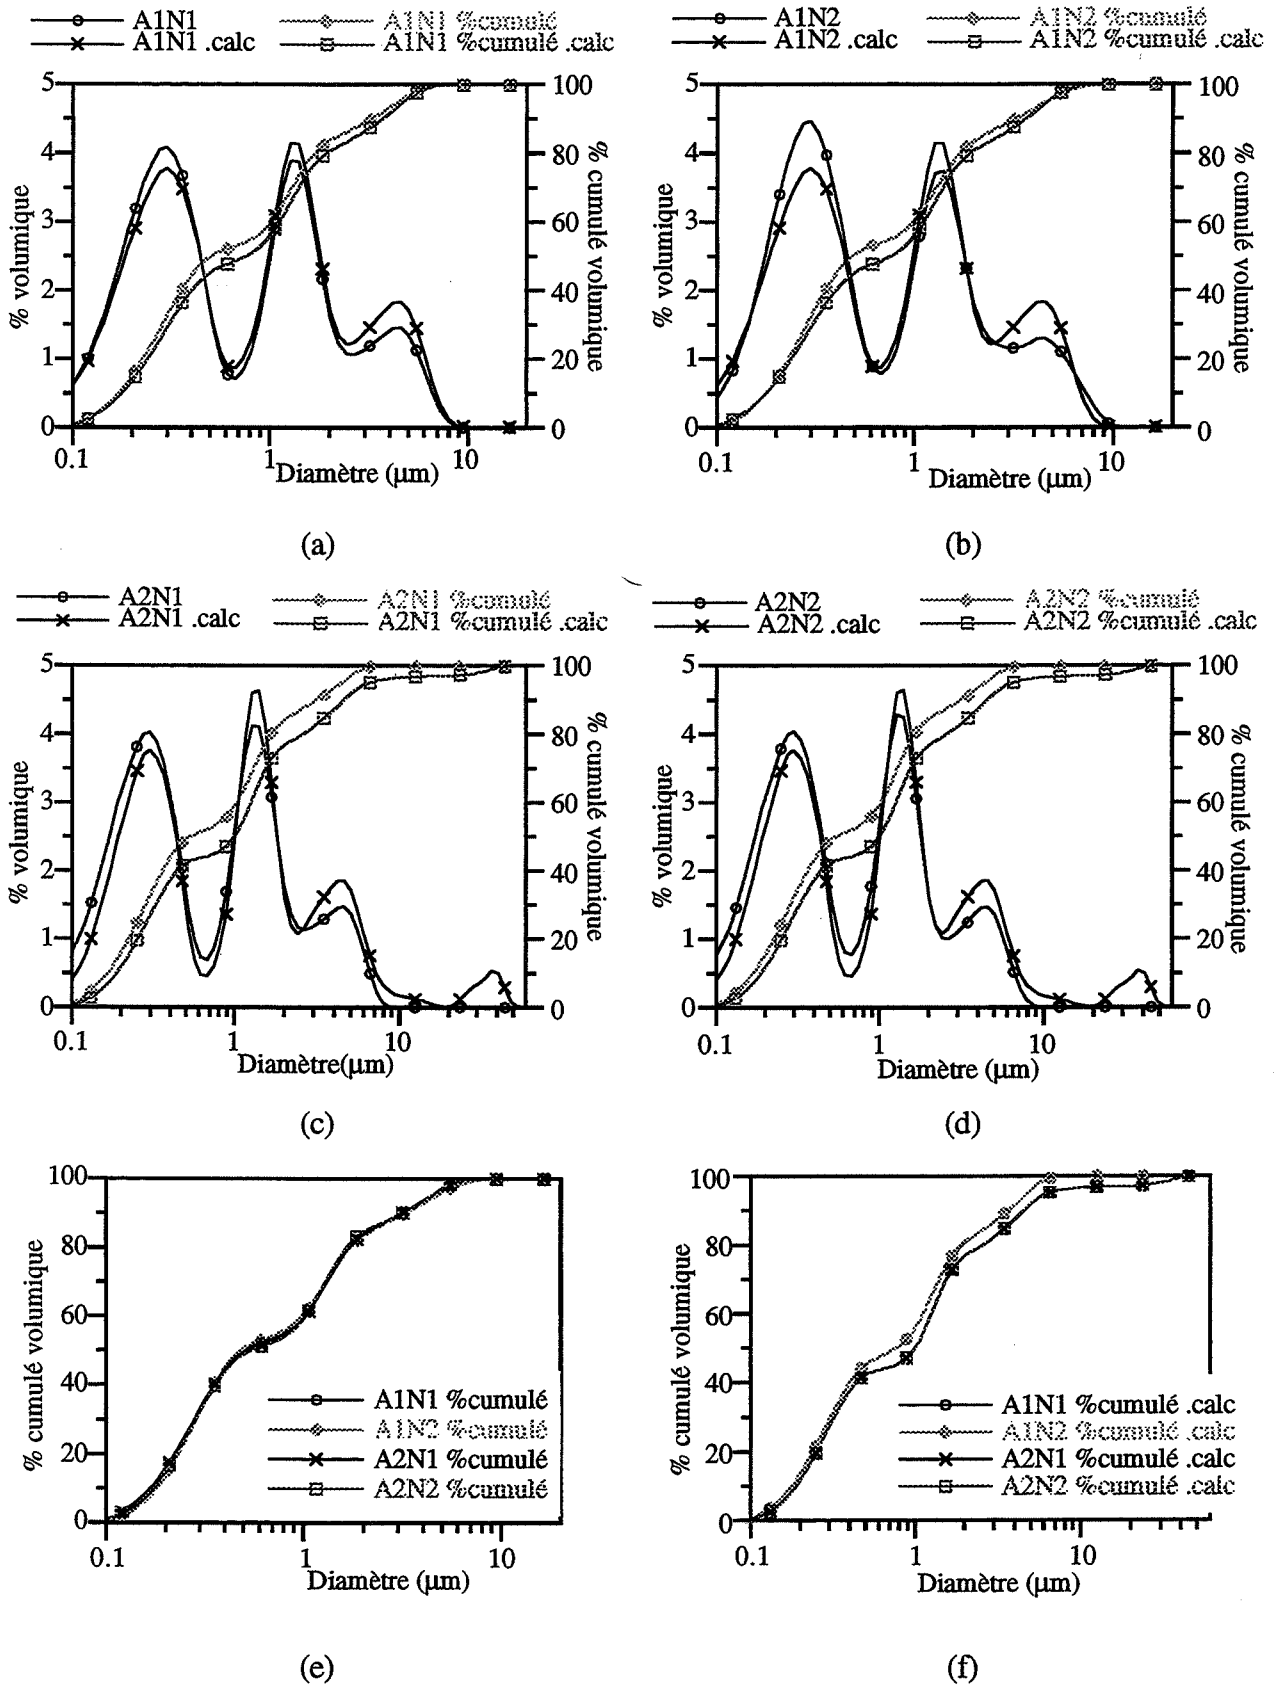 A1N1
A1N1 %cumulé
A1N1 .calc
A1N1 %cumulé .calc
5
4
3
2
1
0
% volumique
100
80
60
40
20
0
% cumulé volumique
0.1
1
10
Diamètre (µm)
(a)
A1N2
A1N2 %cumulé
A1N2 .calc
A1N2 %cumulé .calc
5
4
3
2
1
0
% volumique
100
80
60
40
20
0
% cumulé volumique
0.1
1
10
Diamètre (µm)
(b)
A2N1
A2N1 %cumulé
A2N1 .calc
A2N1 %cumulé .calc
5
4
3
2
1
0
% volumique
100
80
60
40
20
0
% cumulé volumique
0.1
1
10
Diamètre(µm)
(c)
A2N2
A2N2 %cumulé
A2N2 .calc
A2N2 %cumulé .calc
5
4
3
2
1
0
% volumique
100
80
60
40
20
0
% cumulé volumique
0.1
1
10
Diamètre (µm)
(d)
100
80
60
40
20
0
% cumulé volumique
A1N1 %cumulé
A1N2 %cumulé
A2N1 %cumulé
A2N2 %cumulé
0.1
1
10
Diamètre (µm)
(e)
100
80
60
40
20
0
% cumulé volumique
A1N1 %cumulé .calc
A1N2 %cumulé .calc
A2N1 %cumulé .calc
A2N2 %cumulé .calc
0.1
1
10
Diamètre (µm)
(f)